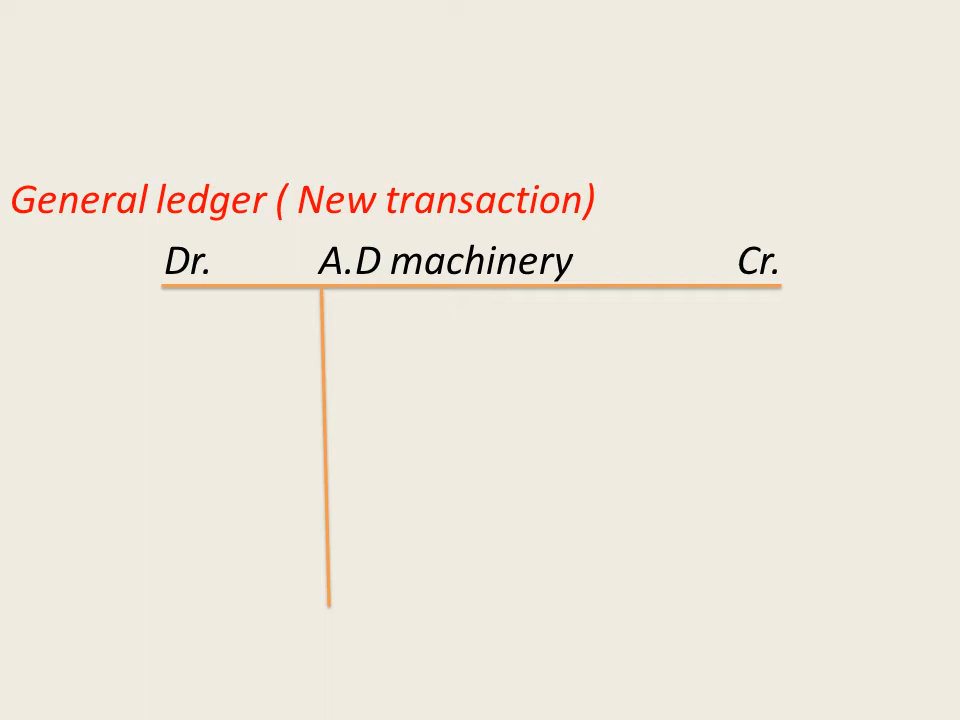 General ledger ( New transaction)
Dr. A.D machinery Cr.